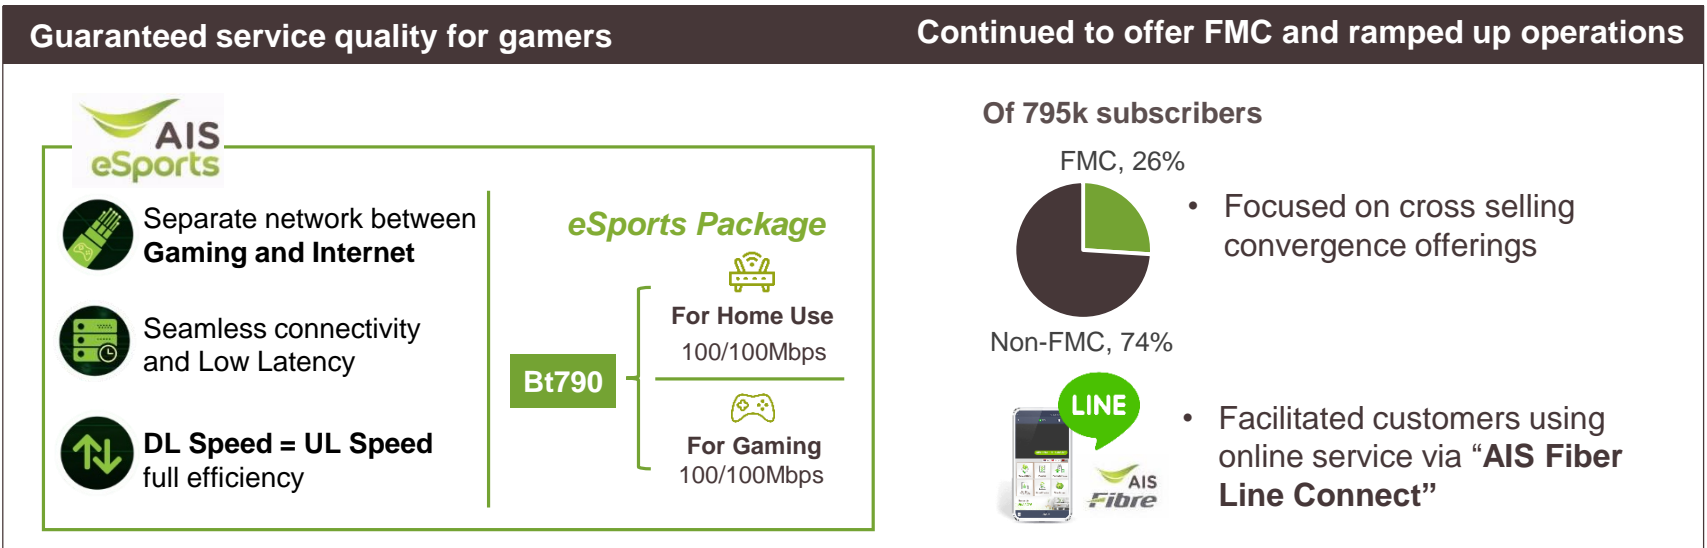 Guaranteed service quality for gamers
AIS
eSports
Separate network between
Gaming and Internet
Seamless connectivity
and Low Latency
DL Speed = UL Speed
full efficiency
eSports Package
Bt790
For Home Use
100/100Mbps
For Gaming
100/100Mbps
Continued to offer FMC and ramped up operations
Of 795k subscribers
FMC, 26%
Non-FMC, 74%
• Focused on cross selling
convergence offerings
LINE
AIS
Fibre
• Facilitated customers using
online service via “AIS Fiber
Line Connect”